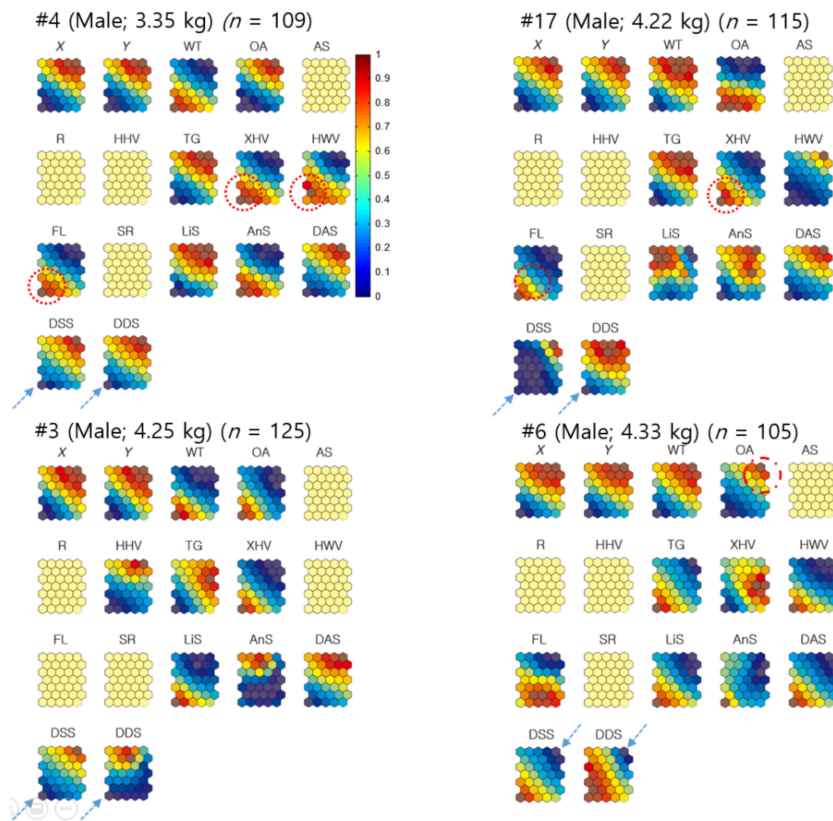 #4 (Male; 3.35 kg) (n = 109)
X Y WT OA AS
1
0.9
0.8
0.7
0.6
0.5
0.4
0.3
0.2
0.1
0
R HHV TG XHV HWV
FL SR LiS AnS DAS
DSS DDS
#17 (Male; 4.22 kg) (n = 115)
X Y WT OA AS
R HHV TG XHV HWV
FL SR LiS AnS DAS
DSS DDS
#3 (Male; 4.25 kg) (n = 125)
X Y WT OA AS
R HHV TG XHV HWV
FL SR LiS AnS DAS
DSS DDS
#6 (Male; 4.33 kg) (n = 105)
X Y WT OA AS
R HHV TG XHV HWV
FL SR LiS AnS DAS
DSS DDS